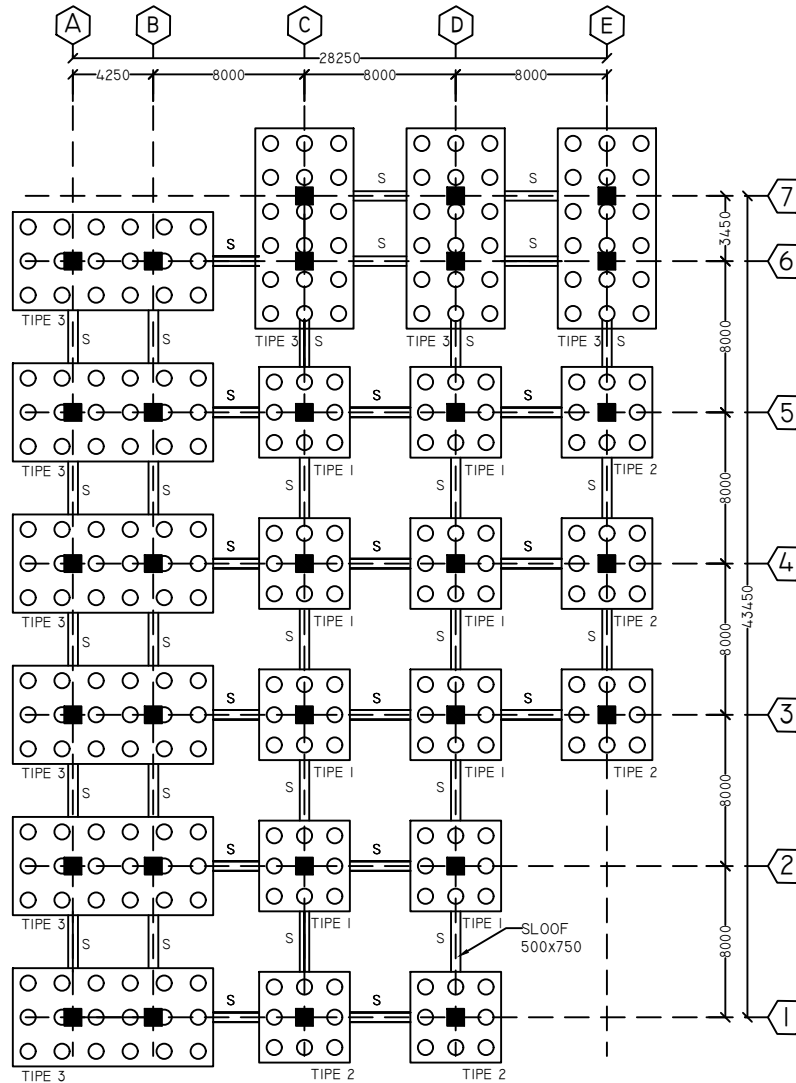 A B C D E
28250
4250 8000 8000 8000
S S
7
3450
S S S
6
TIPE 3
S S TIPE 3 S TIPE 3 S TIPE 3 S
8000
S S S
5
TIPE 3 TIPE 1 TIPE 1 TIPE 2
S S S S S
8000
S S S
4
43450
TIPE 3 TIPE 1 TIPE 1 TIPE 2
S S S S S
8000
S S S
3
TIPE 3 TIPE 1 TIPE 1 TIPE 2
S S S S
8000
S S
2
TIPE 3 TIPE 1 TIPE 1
SLOOF
500x750
S S S S
8000
S S
1
TIPE 3 TIPE 2 TIPE 2